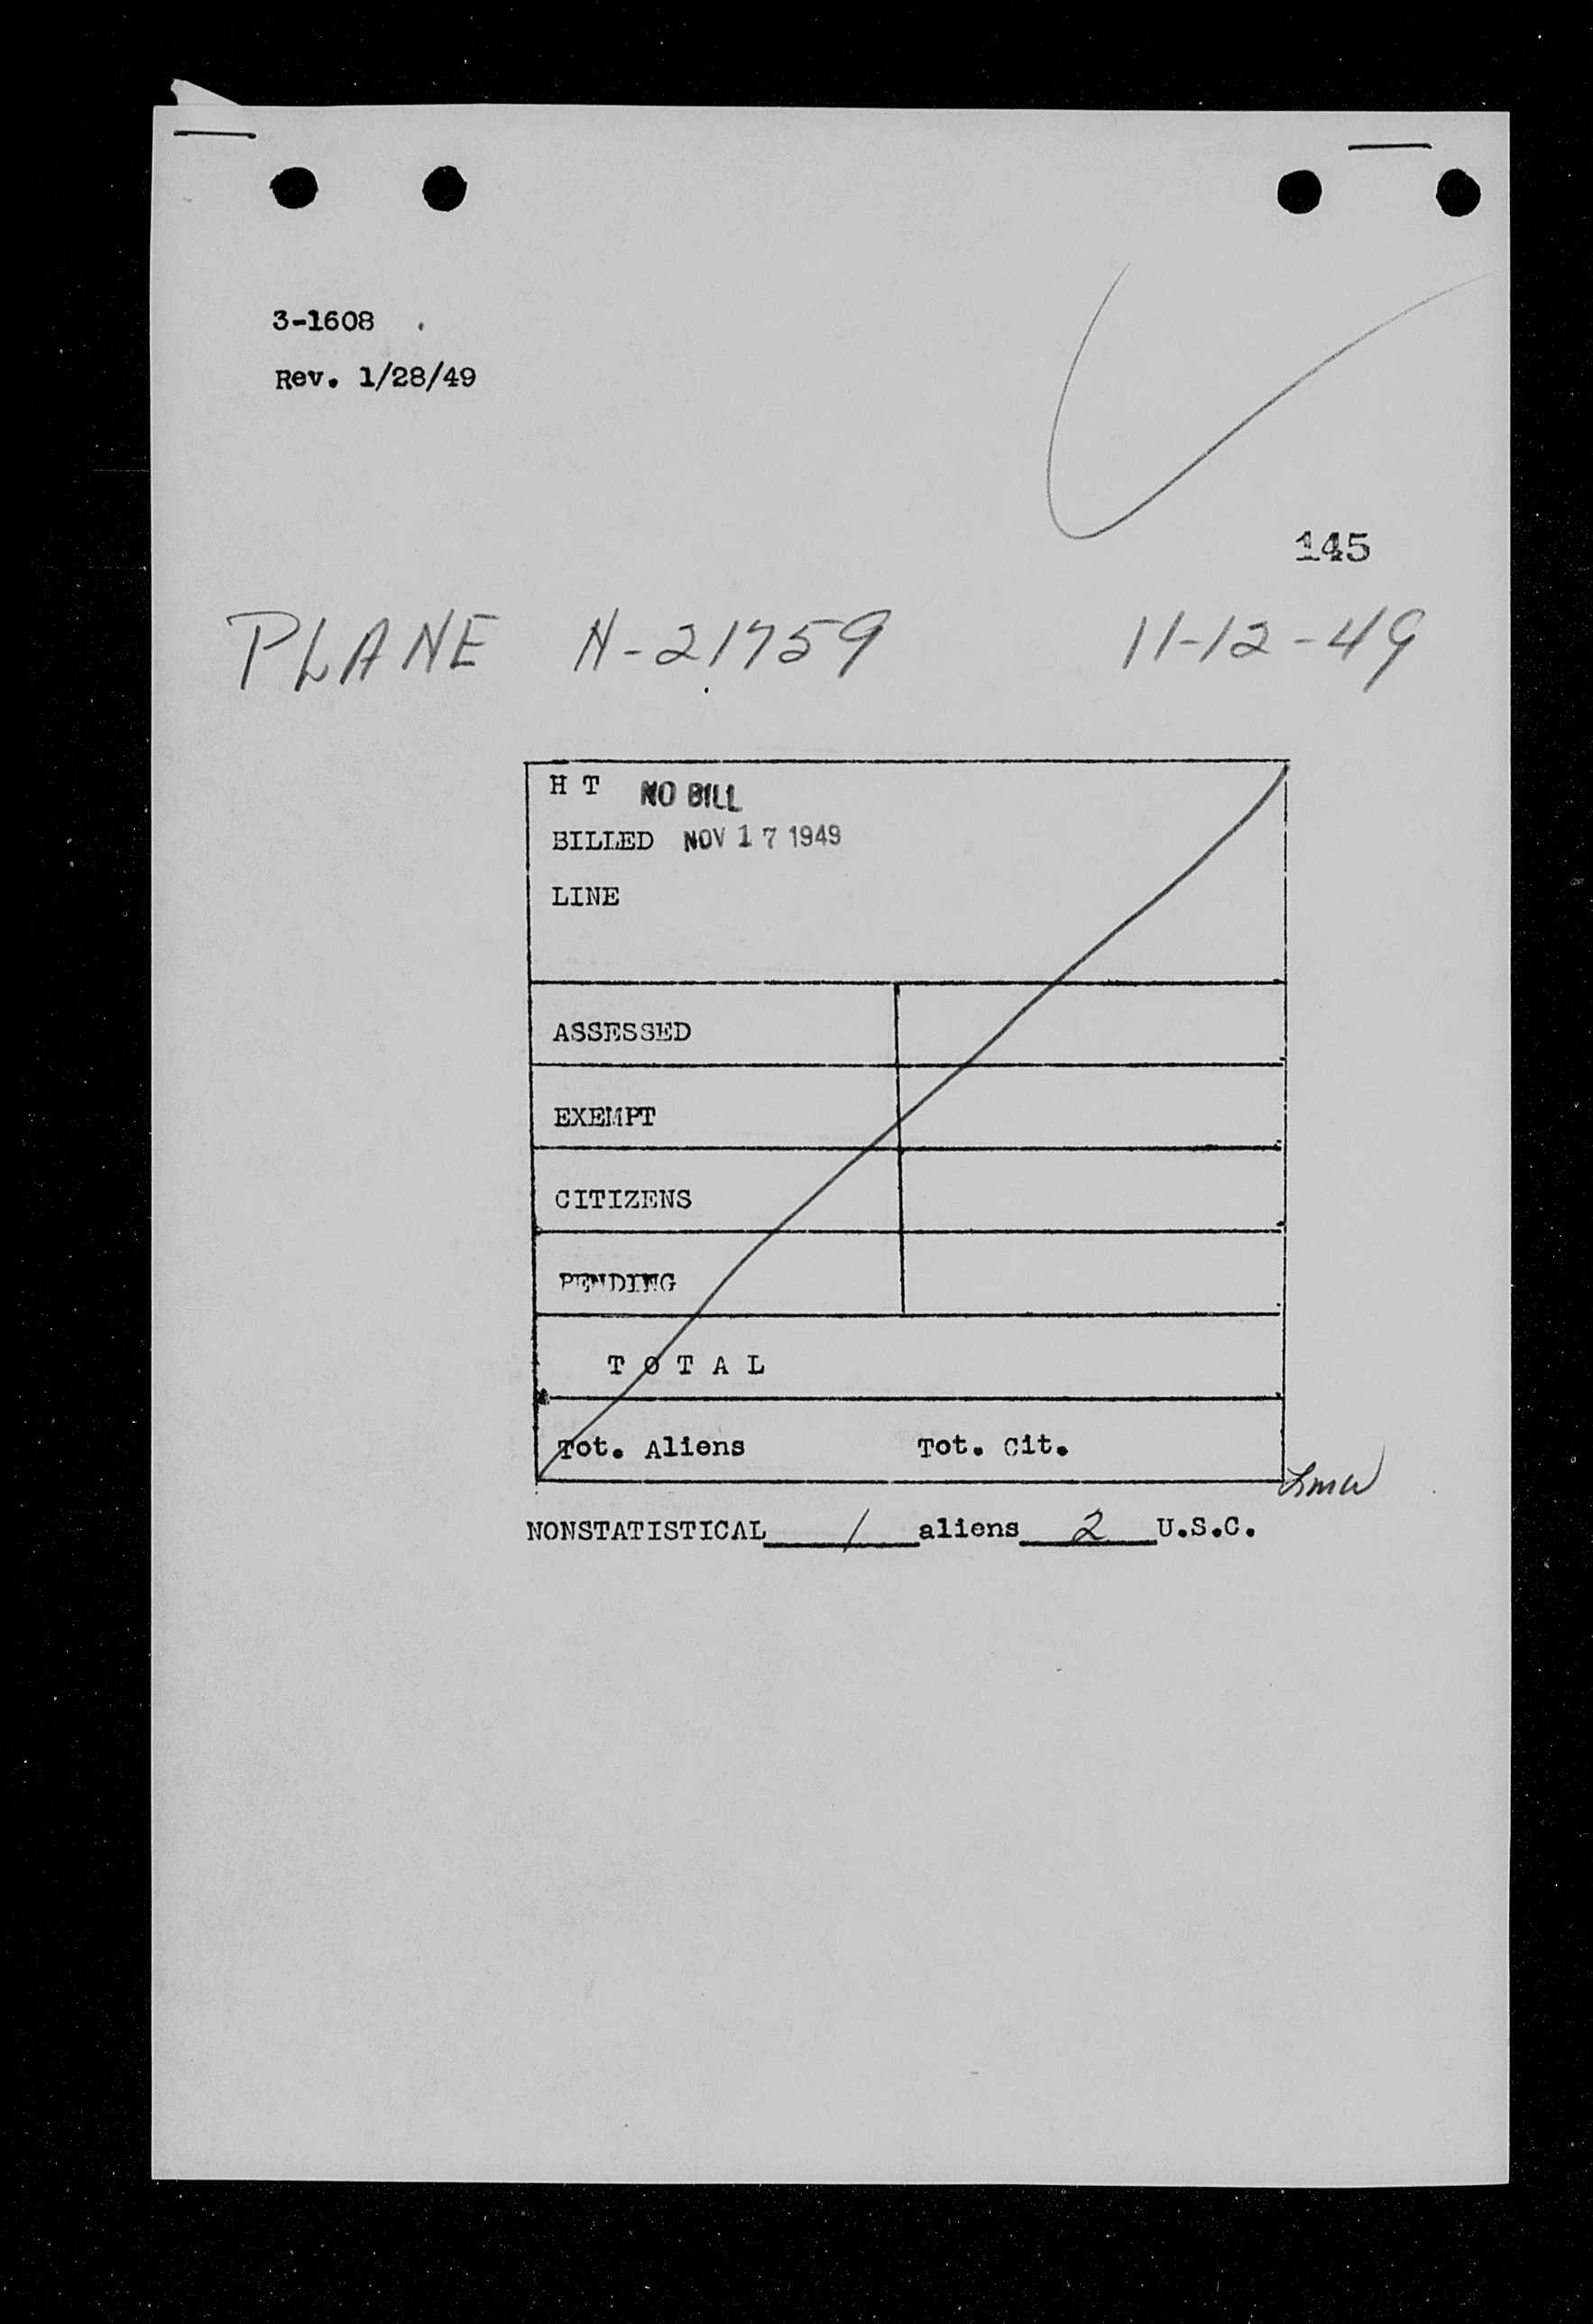 3-1608
Rev. 1/28/49
145
PLANE N-21759 11-12-49
H T NO BILL
BILLED NOV 17 1949
LINE
ASSESSED
EXEMPT
CITIZENS
PENDING
T O T A L
Tot. Aliens Tot. Cit.
NONSTATISTICAL 1 aliens 2 U.S.C.